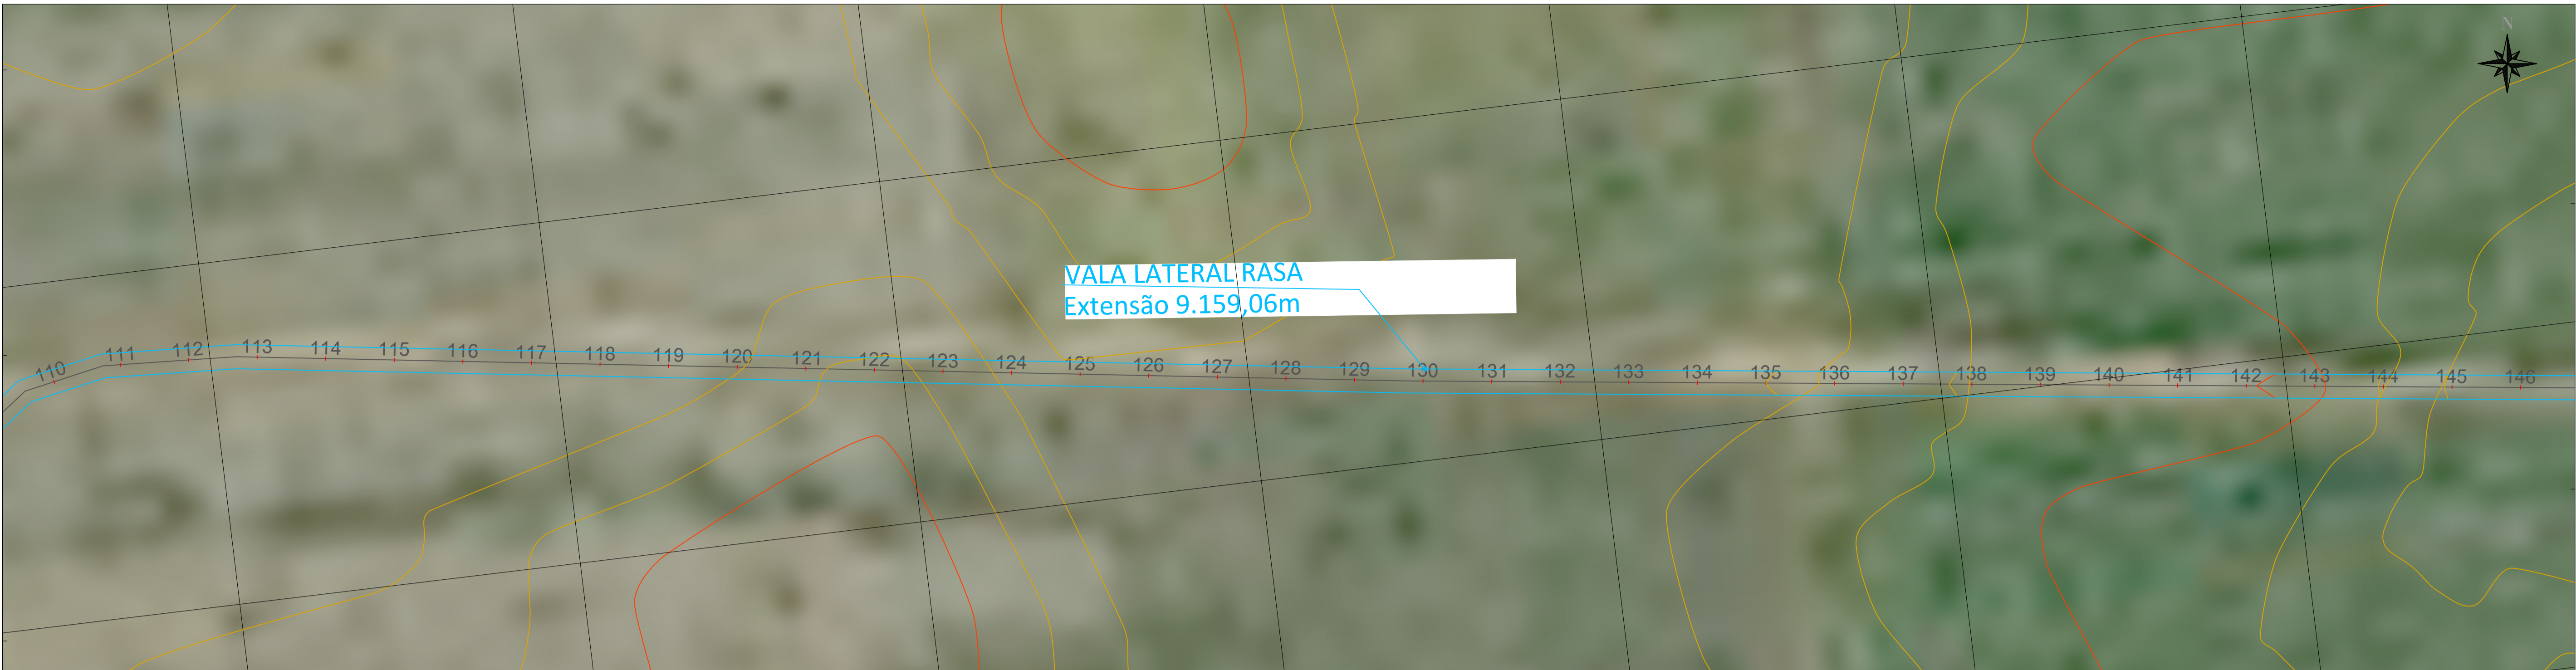 N
VALA LATERAL RASA
Extensão 9.159,06m
110 111 112 113 114 115 116 117 118 119 120 121 122 123 124 125 126 127 128 129 130 131 132 133 134 135 136 137 138 139 140 141 142 143 144 145 146